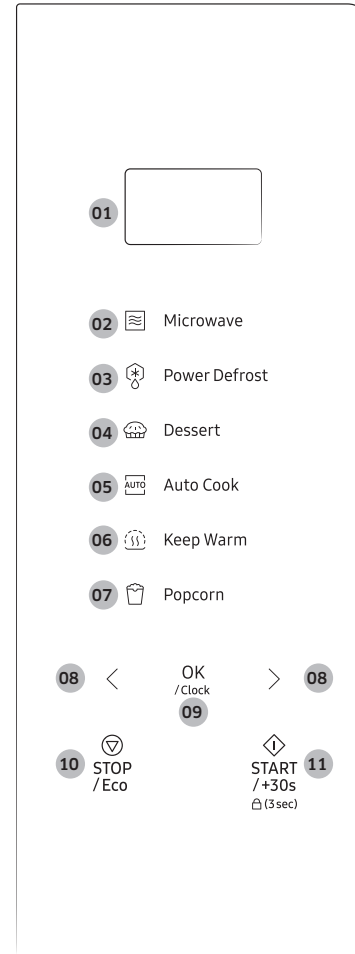 01
02 Microwave
03 Power Defrost
04 Dessert
05 AUTO Auto Cook
06 Keep Warm
07 Popcorn
08 < OK > 08
/Clock
09
10 STOP
/Eco
START 11
/+30s
(3 sec)